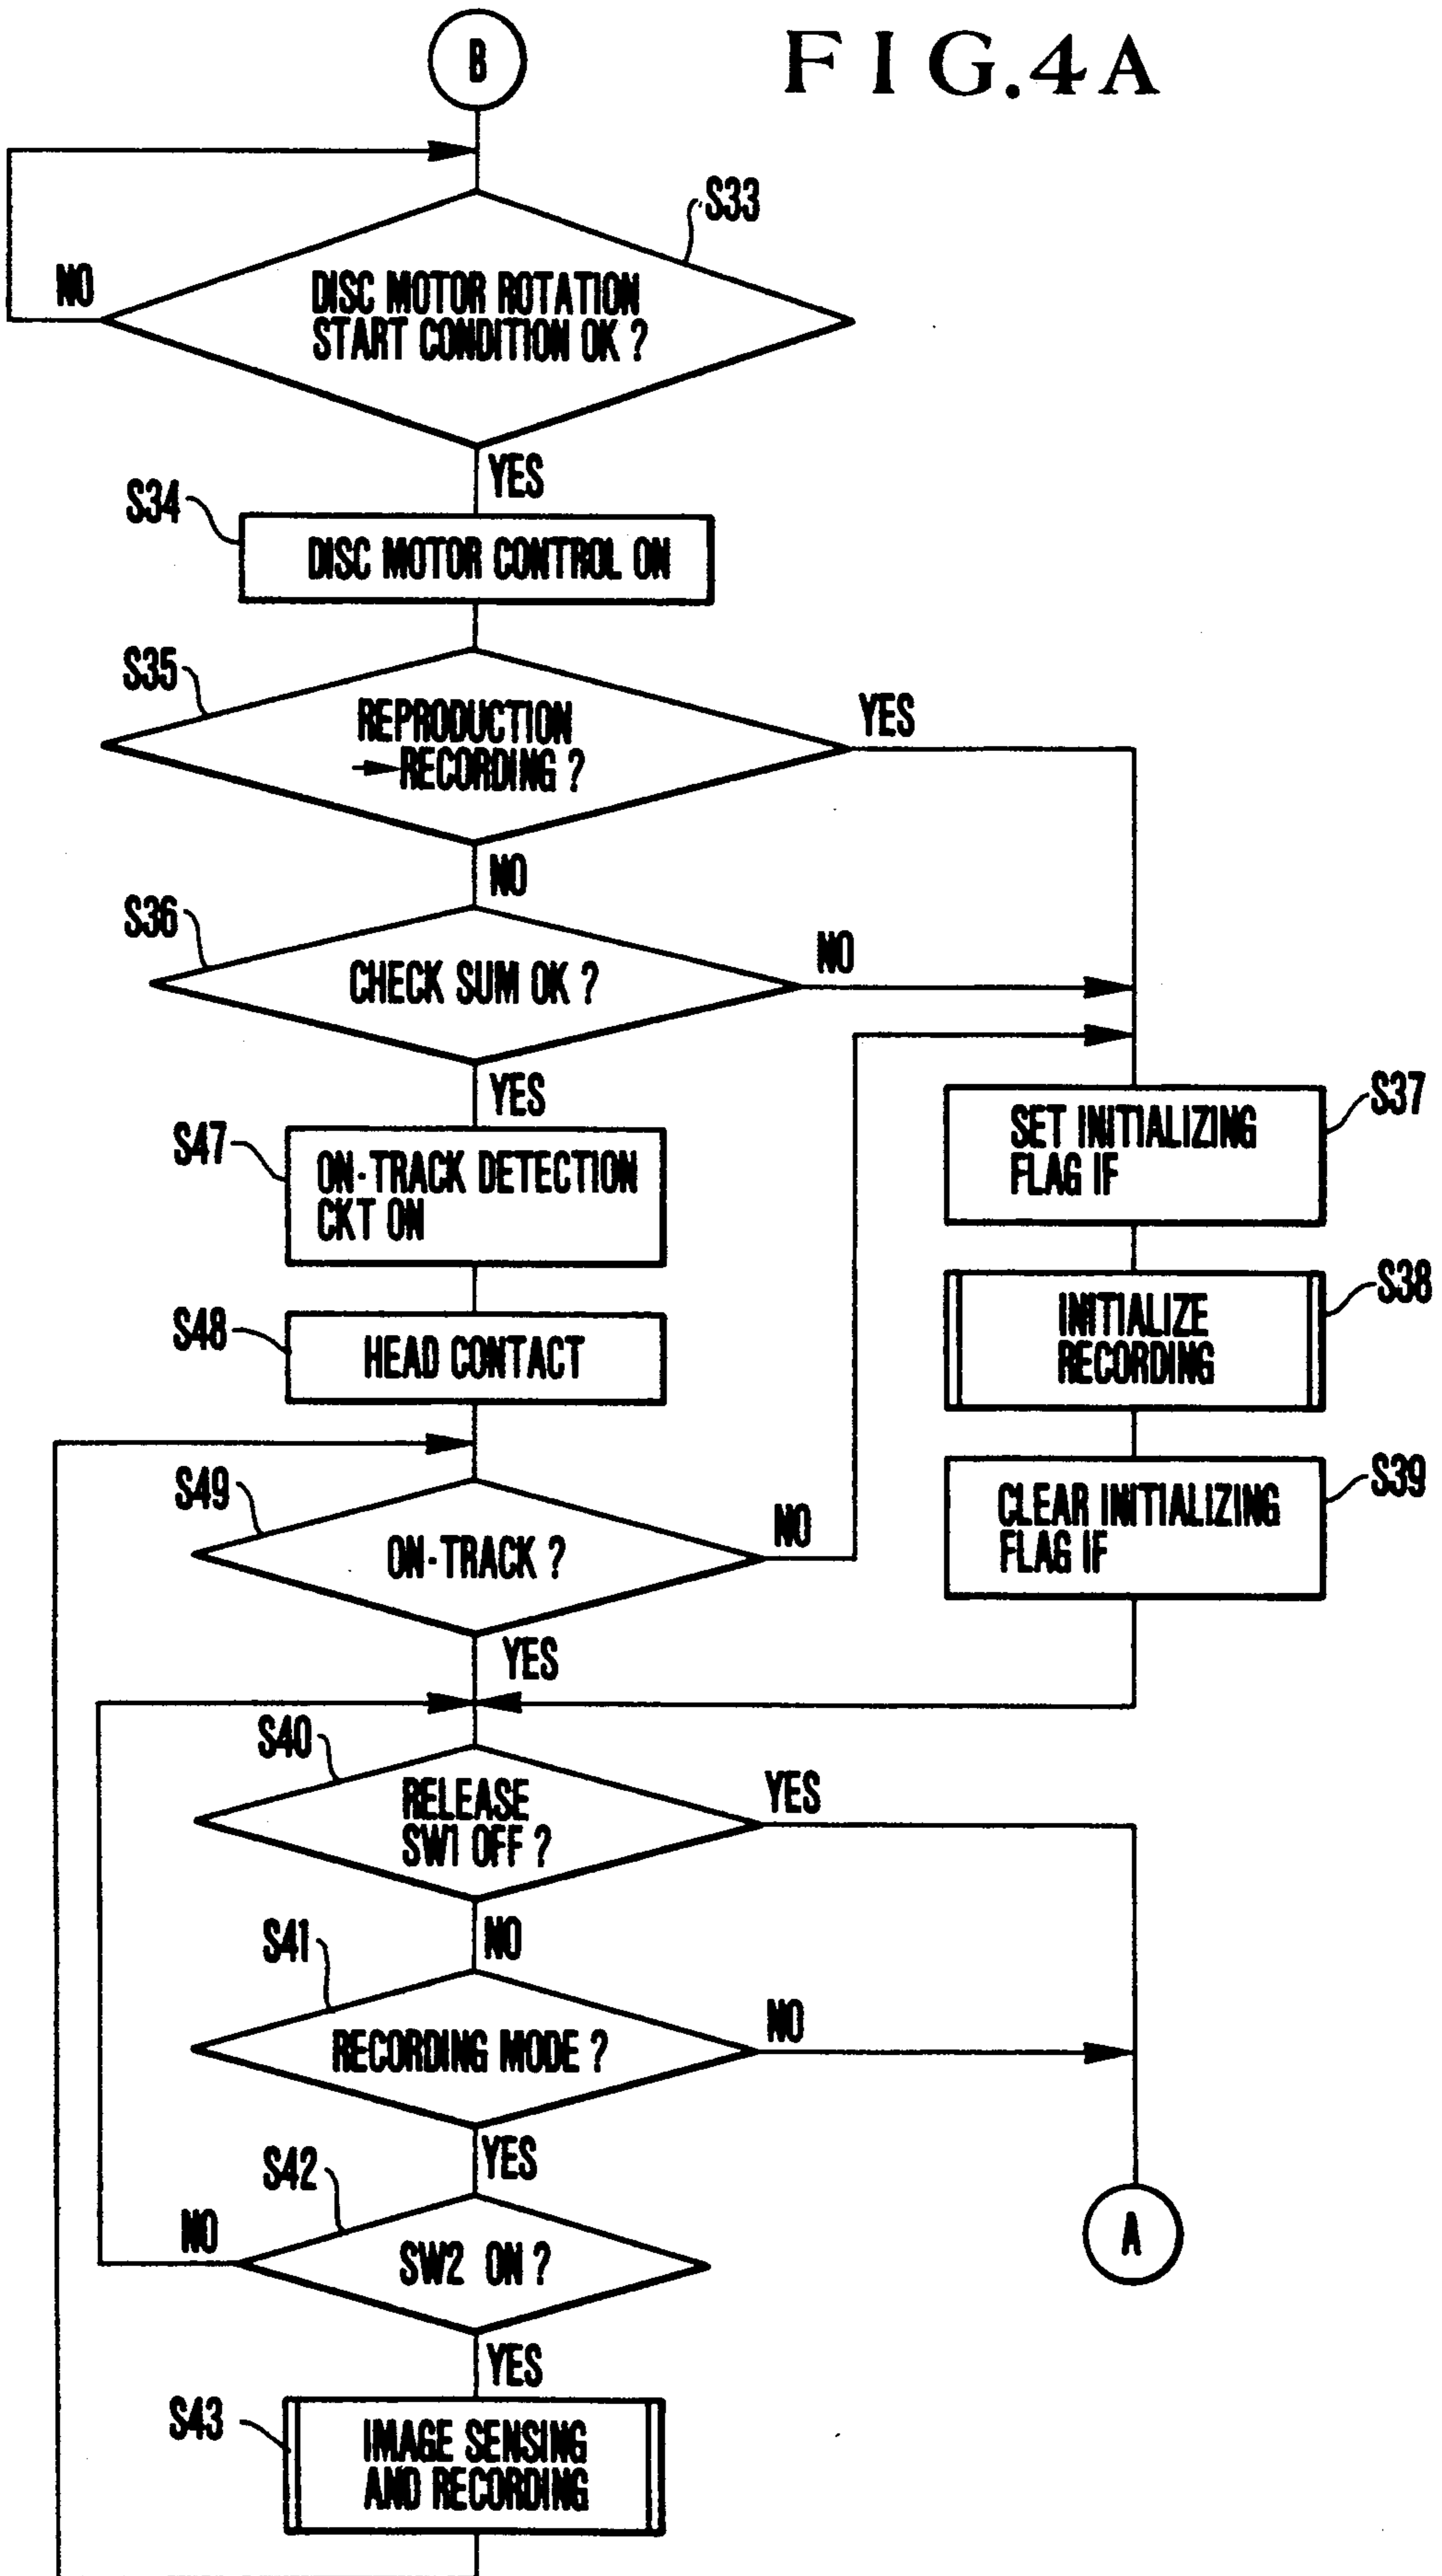 B
FIG.4A
S33
NO
DISC MOTOR ROTATION
START CONDITION OK ?
YES
S34
DISC MOTOR CONTROL ON
S35
REPRODUCTION
→RECORDING ?
YES
NO
S36
CHECK SUM OK ?
NO
YES
S47
ON-TRACK DETECTION
CKT ON
S37
SET INITIALIZING
FLAG IF
S48
HEAD CONTACT
S38
INITIALIZE
RECORDING
S49
ON-TRACK ?
NO
YES
S39
CLEAR INITIALIZING
FLAG IF
S40
RELEASE
SW1 OFF ?
YES
NO
S41
RECORDING MODE ?
NO
YES
S42
NO
SW2 ON ?
A
YES
S43
IMAGE SENSING
AND RECORDING